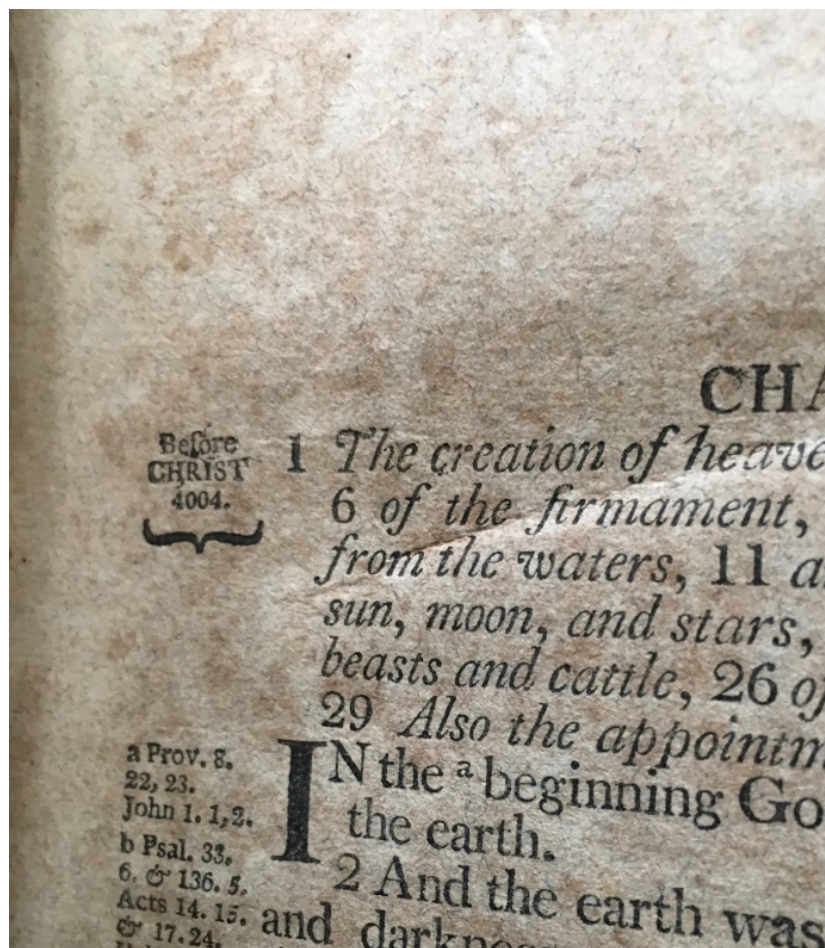 CHA
Before
CHRIST
4004.
1 The creation of heave
6 of the firmament,
from the waters, 11 a
sun, moon, and stars,
beasts and cattle, 26 of
29 Also the appointm
IN the a beginning Go
the earth.
2 And the earth was
and darkness
a Prov. 8.
22, 23.
John 1. 1, 2.
b Psal. 33.
6. & 136. 5.
Acts 14. 15.
& 17. 24.